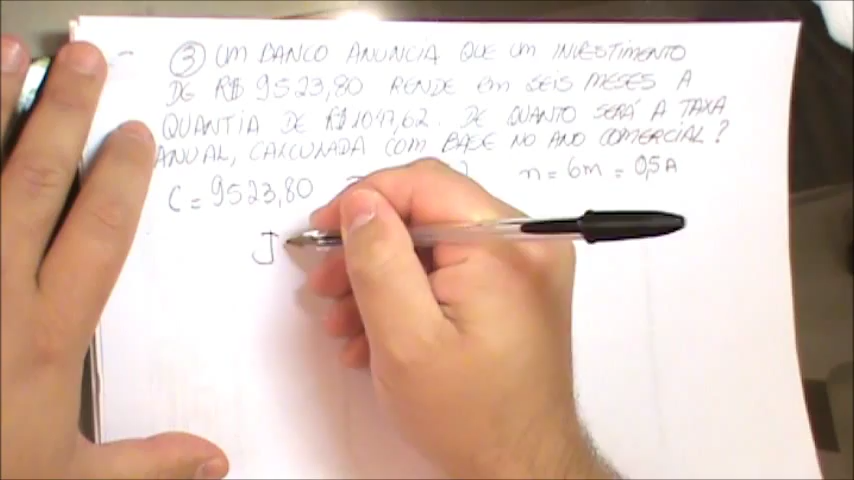 ③ UM BANCO ANUNCIA QUE UM INVESTIMENTO
DE R$ 9523,80 RENDE EM SEIS MESES A
QUANTIA DE R$ 1047,62. DE QUANTO SERÁ A TAXA
ANUAL, CALCULADA COM BASE NO ANO COMERCIAL?
C = 9523,80 2 n = 6m = 0,5A
J